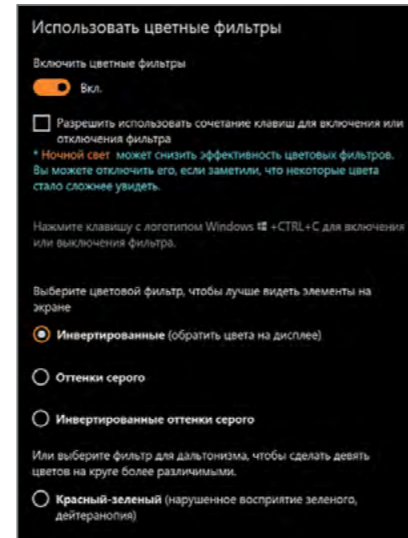 Использовать цветные фильтры
Включить цветные фильтры
Вкл.
Разрешить использовать сочетание клавиш для включения или
отключения фильтра
* Ночной свет может снизить эффективность цветовых фильтров.
Вы можете отключить его, если заметили, что некоторые цвета
стало сложнее увидеть.
Нажмите клавишу с логотипом Windows +CTRL+C для включения
или выключения фильтра.
Выберите цветовой фильтр, чтобы лучше видеть элементы на
экране
Инвертированные (обратить цвета на дисплее)
Оттенки серого
Инвертированные оттенки серого
Или выберите фильтр для дальтонизма, чтобы сделать девять
цветов на круге более различимыми.
Красный-зеленый (нарушенное восприятие зеленого,
дейтеранопия)